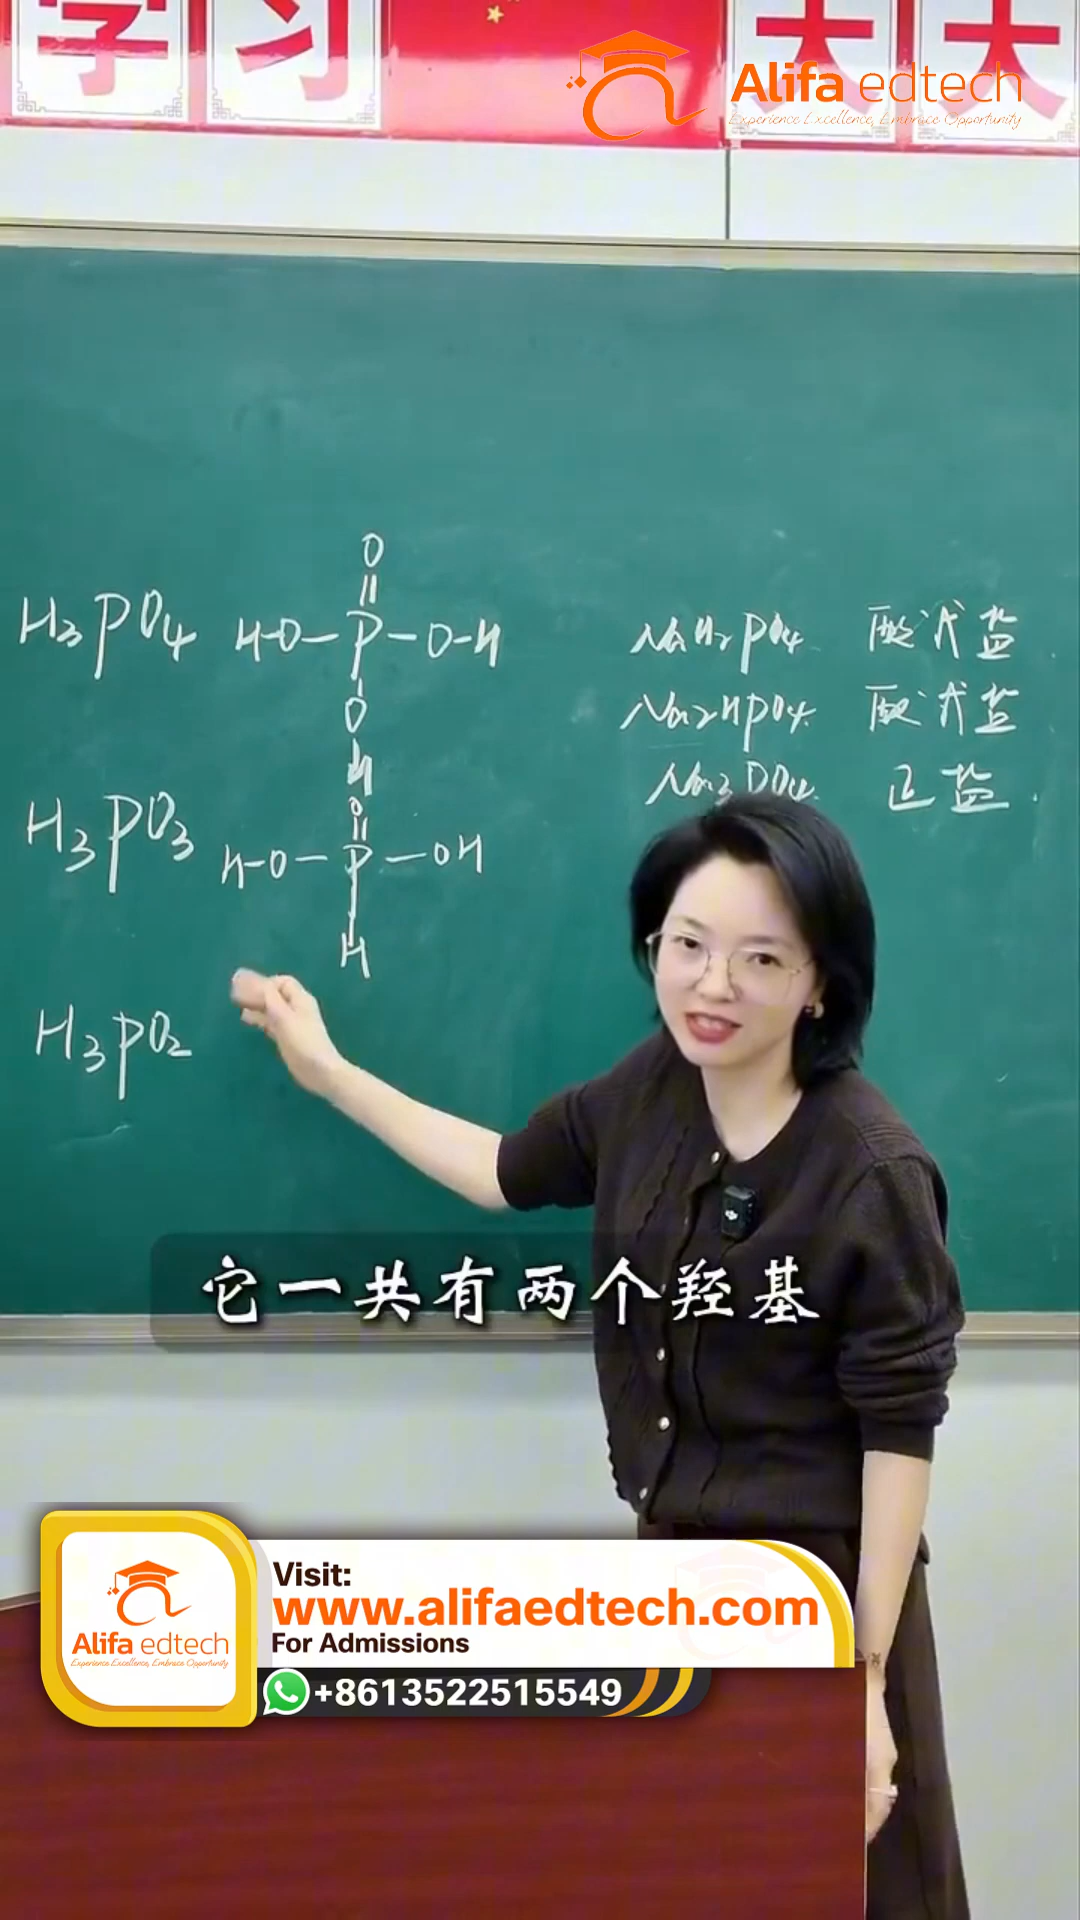 学习 大大
Alifa edtech
Experience Excellence, Embrace Opportunity
O
H₃PO₄ H-O-P-O-H NaH₂PO₄ 酸式盐
O Na₂HPO₄ 酸式盐
H Na₃PO₄ 正盐
O
H₃PO₃ H-O-P-OH
H
H₃PO₂
它一共有两个羟基
Visit:
www.alifaedtech.com
For Admissions
Alifa edtech
Experience Excellence, Embrace Opportunity
+8613522515549